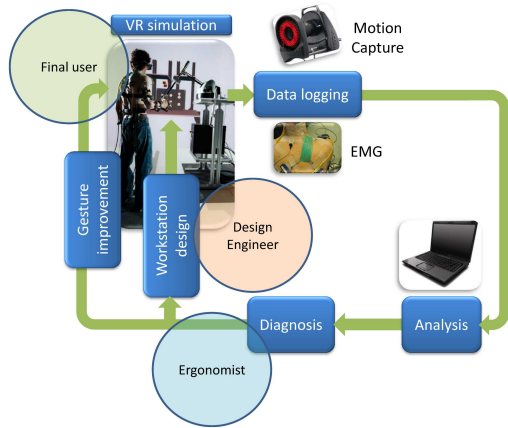 VR simulation
Motion
Capture
Final user
Data logging
EMG
Gesture
improvement
Workstation
design
Design
Engineer
Diagnosis
Analysis
Ergonomist